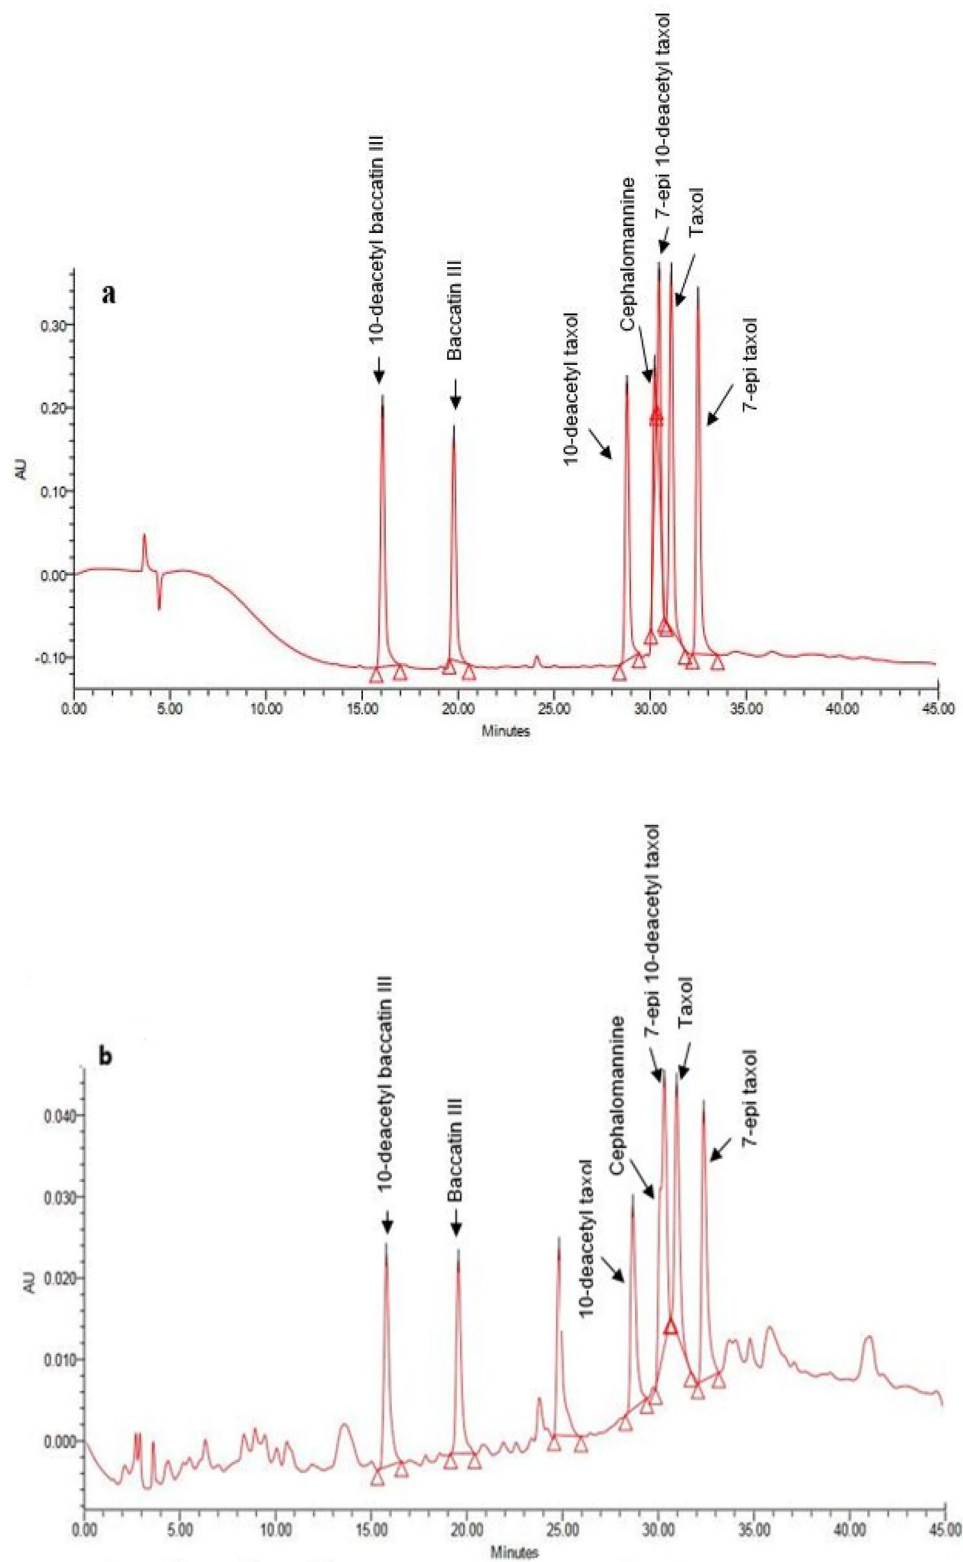 7-epi 10-deacetyl taxol
10-deacetyl baccatin III
Cephalomannine
Taxol
Baccatin III
a
10-deacetyl taxol
7-epi taxol
0.30
0.20
AU
0.10
0.00
-0.10
0.00 5.00 10.00 15.00 20.00 25.00 30.00 35.00 40.00 45.00
Minutes
7-epi 10-deacetyl taxol
10-deacetyl baccatin III
Taxol
Cephalomannine
b
Baccatin III
7-epi taxol
10-deacetyl taxol
0.040
0.030
0.020
AU
0.010
0.000
0.00 5.00 10.00 15.00 20.00 25.00 30.00 35.00 40.00 45.00
Minutes